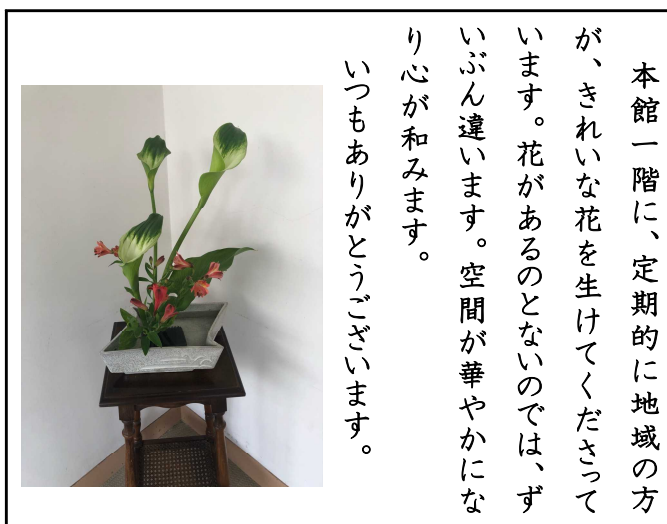 本館一階に、定期的に地域の方
が、きれいな花を生けてくださって
います。花があるのとないのでは、ず
いぶん違います。空間が華やかにな
り心が和みます。
いつもありがとうございます。